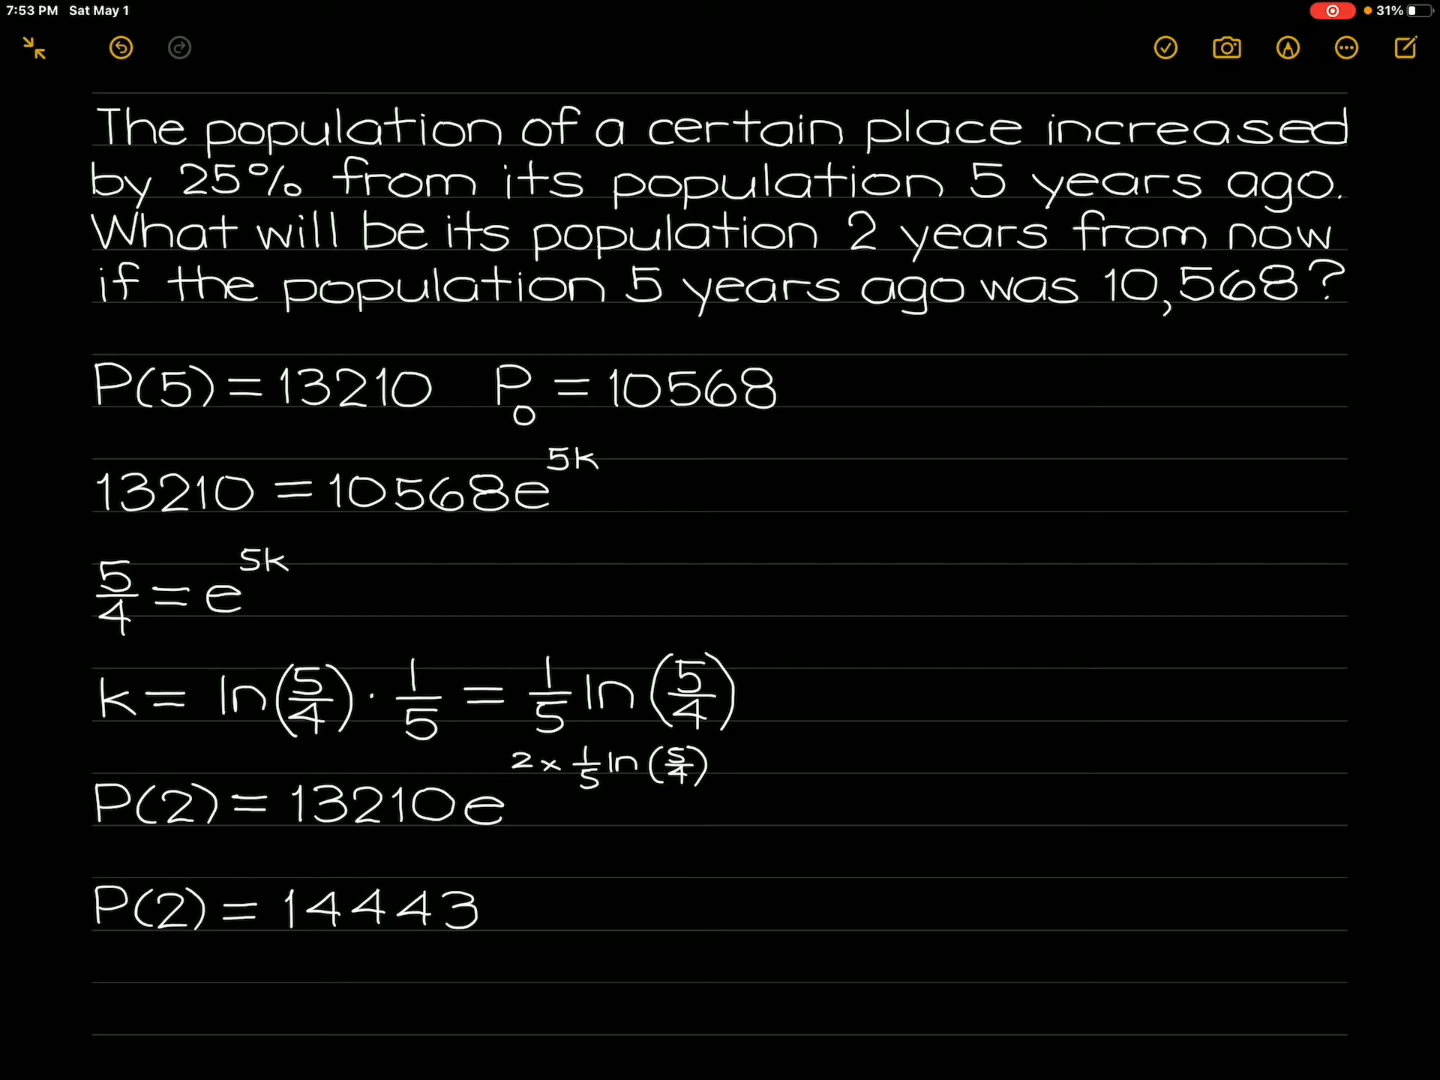 7:53 PM Sat May 1 31%
The population of a certain place increased
by 25% from its population 5 years ago.
What will be its population 2 years from now
if the population 5 years ago was 10,568?
P(5) = 13210 P₀ = 10568
13210 = 10568e^5k
5/4 = e^5k
k = ln(5/4) · 1/5 = 1/5 ln(5/4)
P(2) = 13210e^2 × 1/5 ln(5/4)
P(2) = 14443